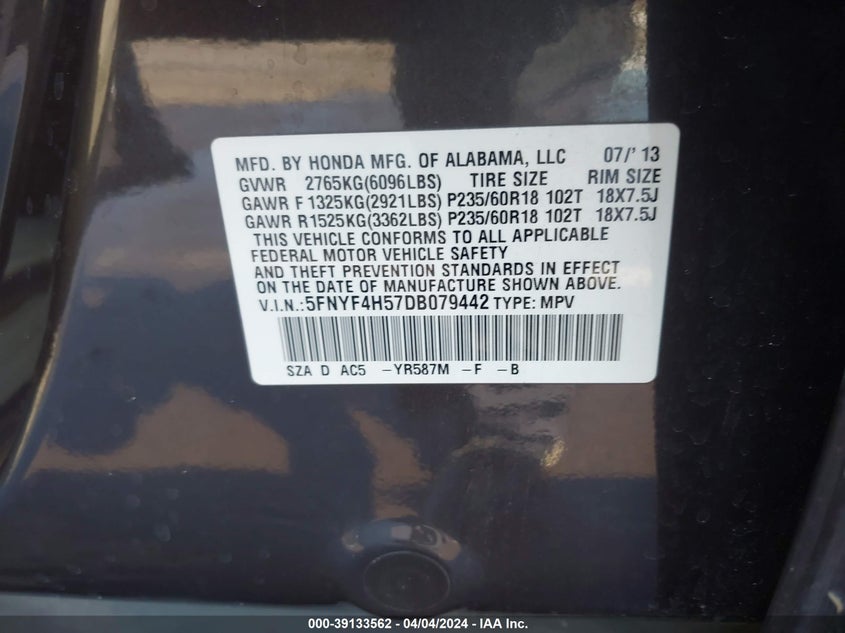 MFD. BY HONDA MFG. OF ALABAMA, LLC 07/' 13
GVWR 2765KG(6096LBS) TIRE SIZE RIM SIZE
GAWR F 1325KG(2921LBS) P235/60R18 102T 18X7.5J
GAWR R1525KG(3362LBS) P235/60R18 102T 18X7.5J
THIS VEHICLE CONFORMS TO ALL APPLICABLE
FEDERAL MOTOR VEHICLE SAFETY
AND THEFT PREVENTION STANDARDS IN EFFECT
ON THE DATE OF MANUFACTURE SHOWN ABOVE.
V.I.N.:5FNYF4H57DB079442 TYPE: MPV
SZA D AC5 -YR587M -F -B
000-39133562 - 04/04/2024 - IAA Inc.